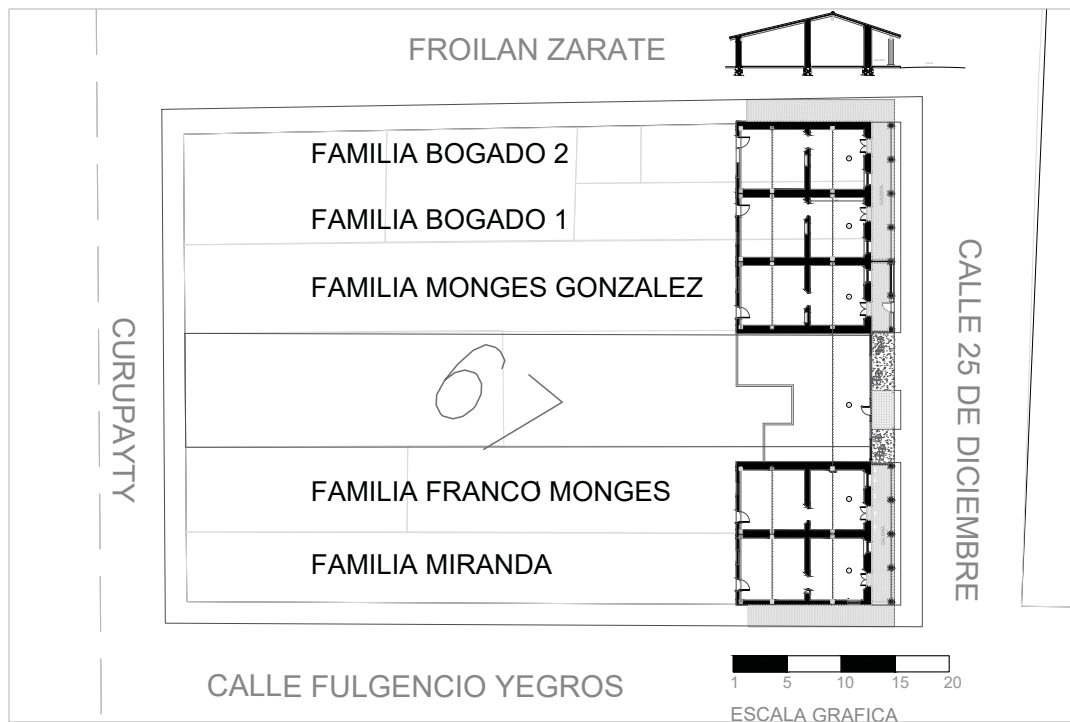 FROILAN ZARATE
FAMILIA BOGADO 2
FAMILIA BOGADO 1
FAMILIA MONGES GONZALEZ
CURUPAYTY
CALLE 25 DE DICIEMBRE
FAMILIA FRANCO MONGES
FAMILIA MIRANDA
CALLE FULGENCIO YEGROS
1 5 10 15 20
ESCALA GRAFICA